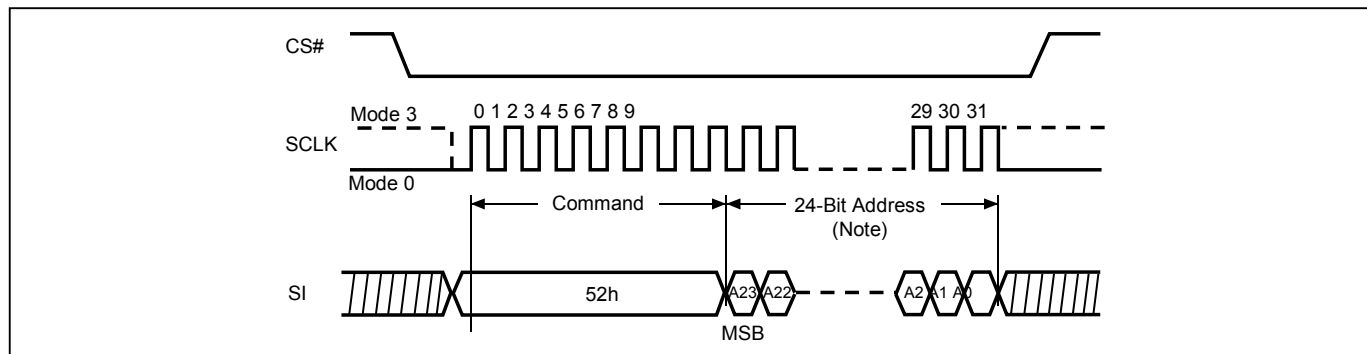 CS#
Mode 3
0 1 2 3 4 5 6 7 8 9
29 30 31
SCLK
Mode 0
Command
24-Bit Address
(Note)
SI
52h
A23
A22
A2
A1
A0
MSB